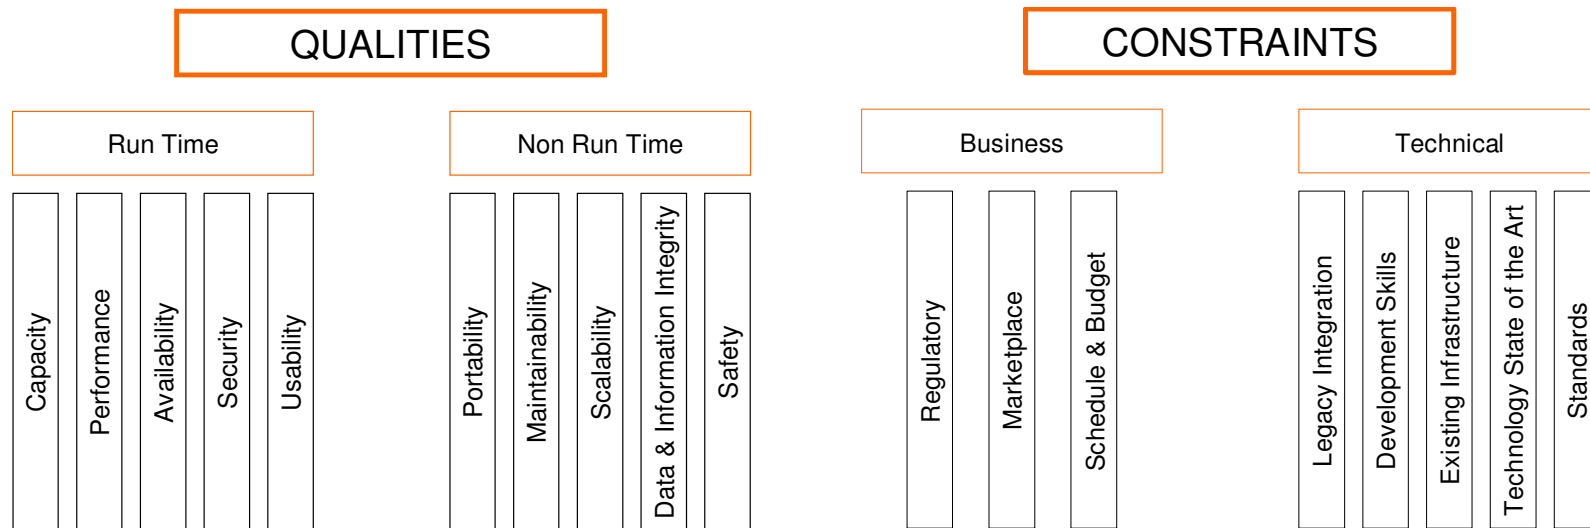 QUALITIES
CONSTRAINTS
Run Time
Non Run Time
Business
Technical
Capacity
Performance
Availability
Security
Usability
Portability
Maintainability
Scalability
Data & Information Integrity
Safety
Regulatory
Marketplace
Schedule & Budget
Legacy Integration
Development Skills
Existing Infrastructure
Technology State of the Art
Standards